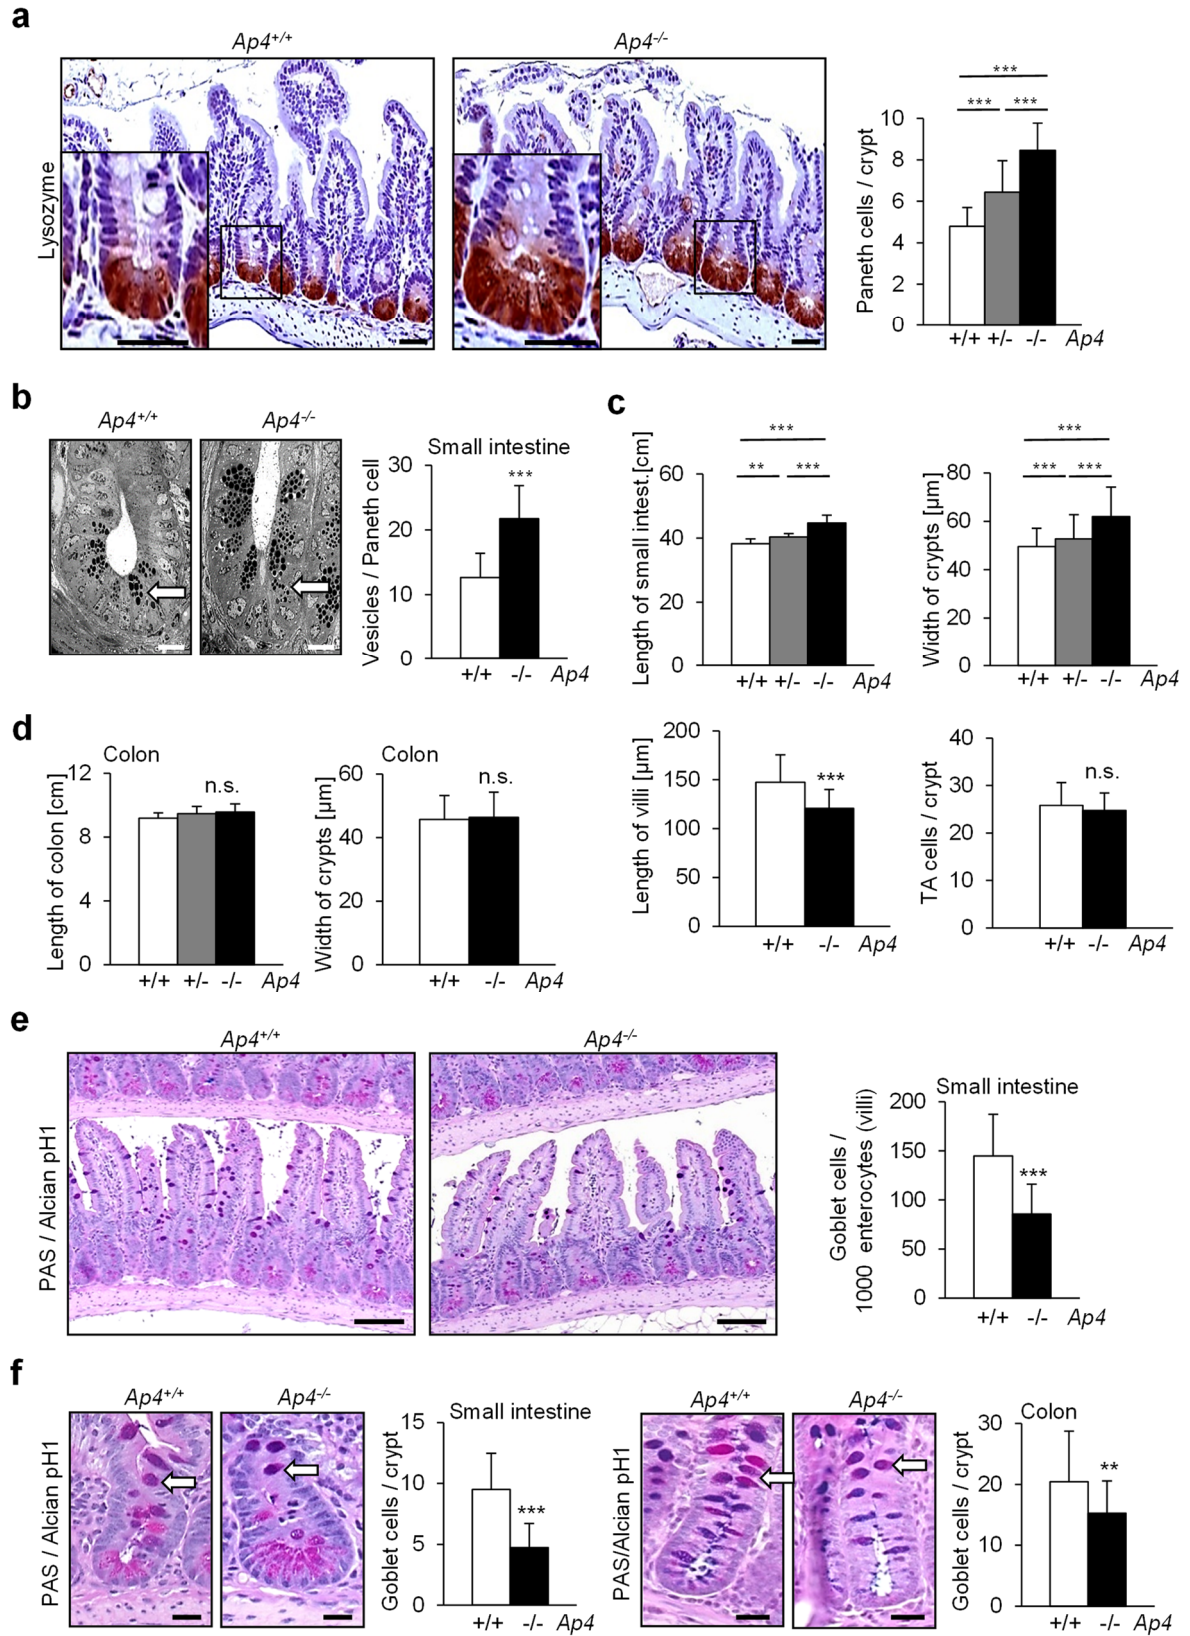 a
Ap4+/+
Ap4-/-
Lysozyme
***
*** ***
Paneth cells / crypt
10
8
6
4
2
0
+/+ +/- -/- Ap4
b
Ap4+/+
Ap4-/-
Small intestine
Vesicles / Paneth cell
30
20
10
0
***
+/+ -/- Ap4
c
Length of small intest.[cm]
60
40
20
0
***
** ***
+/+ +/- -/- Ap4
Width of crypts [µm]
80
60
40
20
0
***
*** ***
+/+ +/- -/- Ap4
Length of villi [µm]
200
150
100
50
0
***
+/+ -/- Ap4
TA cells / crypt
40
30
20
10
0
n.s.
+/+ -/- Ap4
d
Colon
Length of colon [cm]
12
8
4
0
n.s.
+/+ +/- -/- Ap4
Colon
Width of crypts [µm]
60
40
20
0
n.s.
+/+ -/- Ap4
e
Ap4+/+
Ap4-/-
PAS / Alcian pH1
Small intestine
Goblet cells /
1000 enterocytes (villi)
200
150
100
50
0
***
+/+ -/- Ap4
f
Ap4+/+
Ap4-/-
PAS / Alcian pH1
Small intestine
Goblet cells / crypt
15
10
5
0
***
+/+ -/- Ap4
Ap4+/+
Ap4-/-
PAS/Alcian pH1
Colon
Goblet cells / crypt
30
20
10
0
**
+/+ -/- Ap4